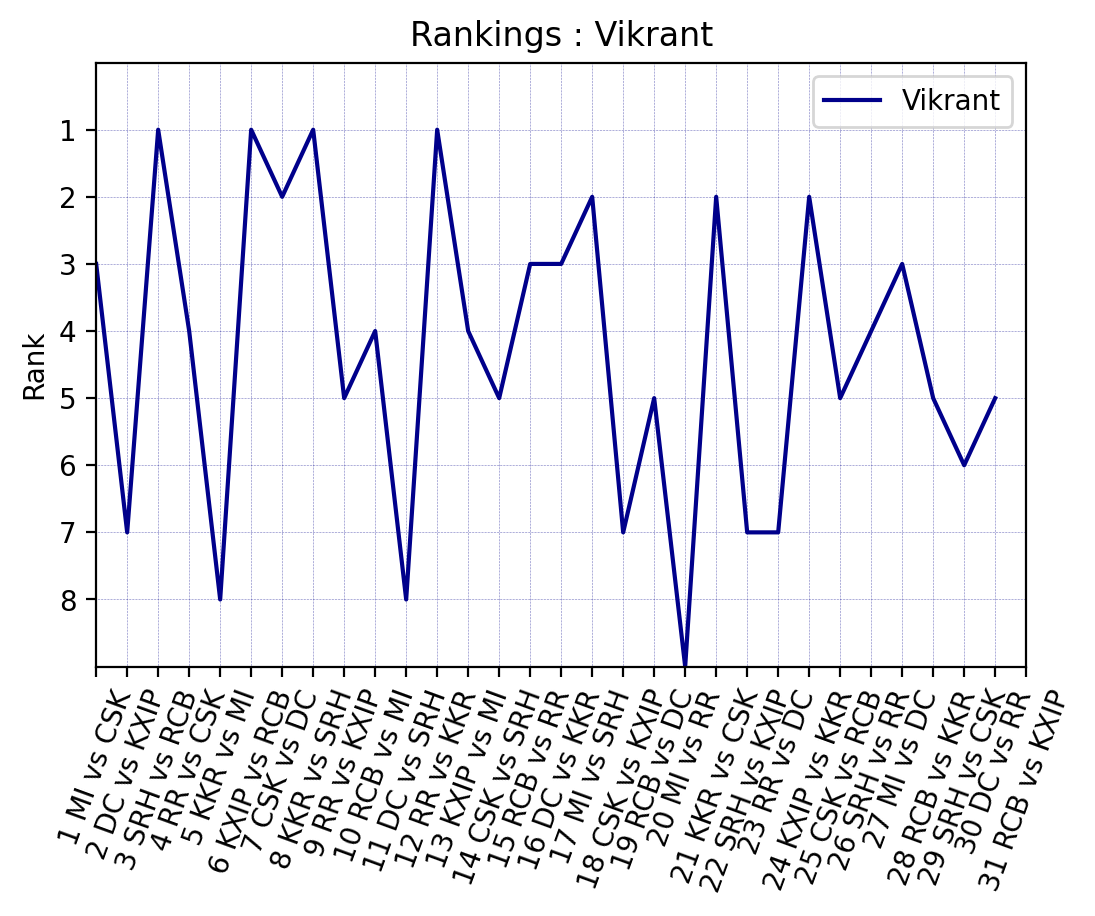 Rankings : Vikrant
Vikrant
Rank
1
2
3
4
5
6
7
8
1 MI vs CSK
2 DC vs KXIP
3 SRH vs RCB
4 RR vs CSK
5 KKR vs MI
6 KXIP vs RCB
7 CSK vs DC
8 KKR vs SRH
9 RR vs KXIP
10 RCB vs MI
11 DC vs SRH
12 RR vs KKR
13 KXIP vs MI
14 CSK vs SRH
15 RCB vs RR
16 DC vs KKR
17 MI vs SRH
18 CSK vs KXIP
19 RCB vs DC
20 MI vs RR
21 KKR vs CSK
22 SRH vs KXIP
23 RR vs DC
24 KXIP vs KKR
25 CSK vs RCB
26 SRH vs RR
27 MI vs DC
28 RCB vs KKR
29 SRH vs CSK
30 DC vs RR
31 RCB vs KXIP